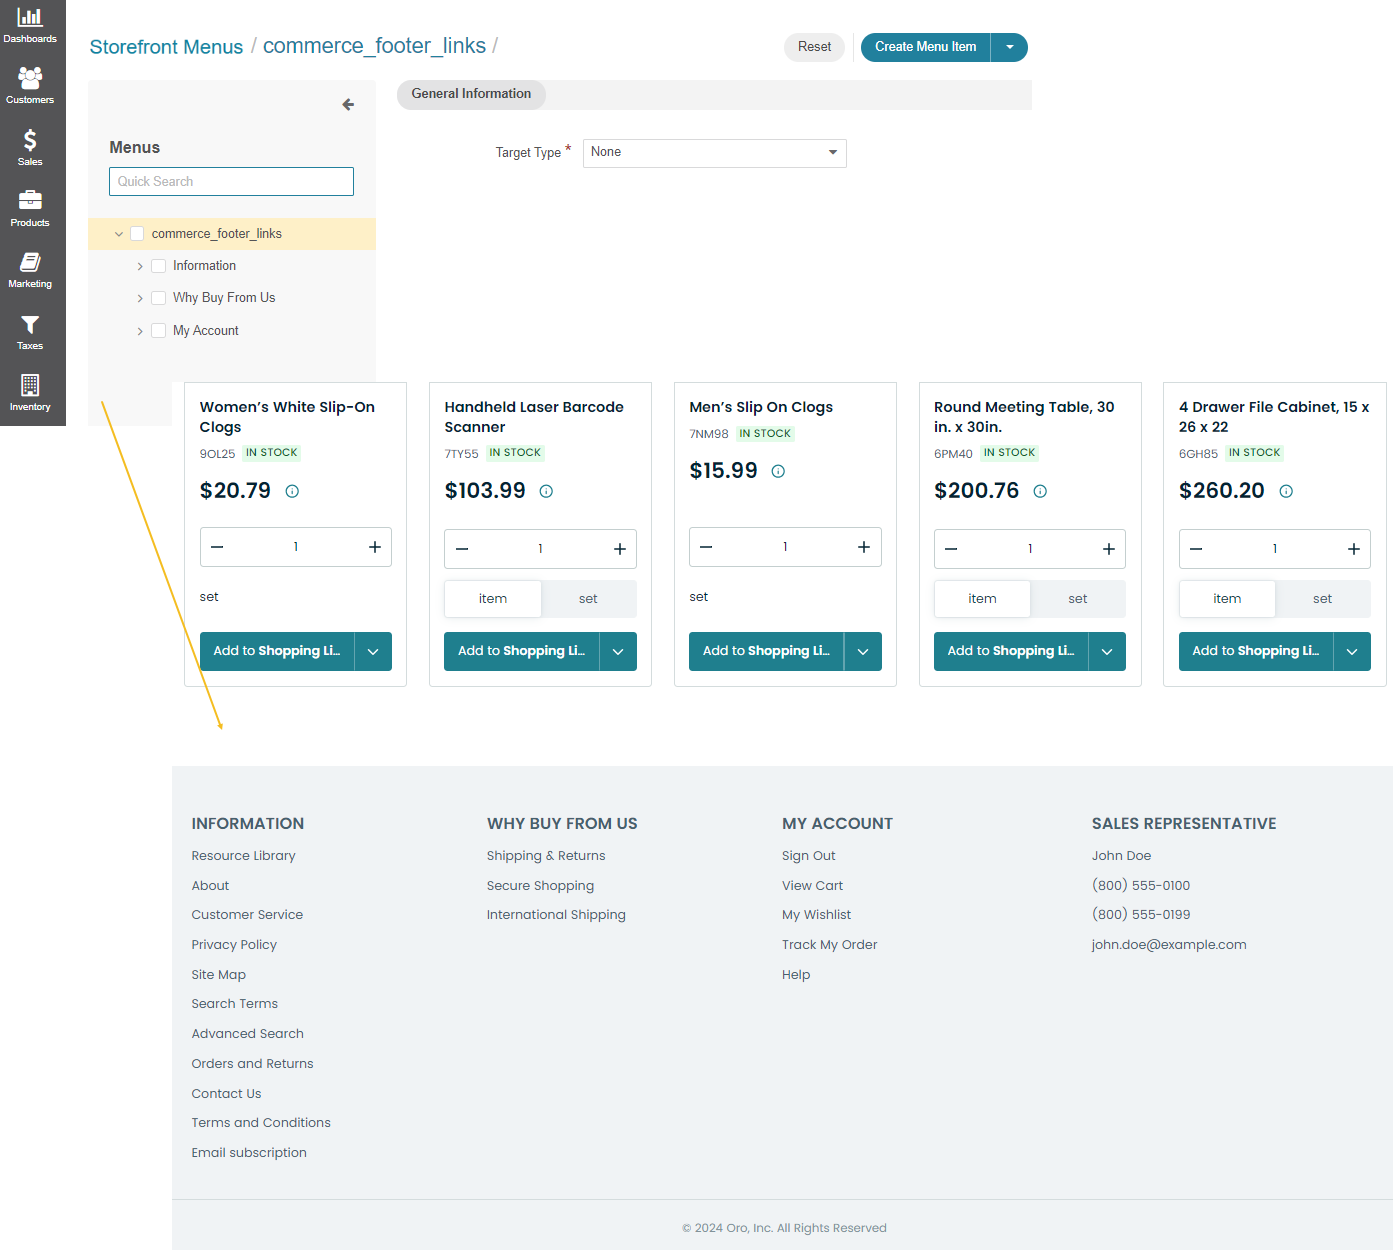 Dashboards
Customers
Sales
Products
Marketing
Taxes
Inventory
Storefront Menus / commerce_footer_links /
Reset
Create Menu Item
Menus
Quick Search
commerce_footer_links
Information
Why Buy From Us
My Account
General Information
Target Type *
None
Women's White Slip-On
Clogs
9OL25 IN STOCK
$20.79
1
set
Add to Shopping Li...
Handheld Laser Barcode
Scanner
7TY55 IN STOCK
$103.99
1
item set
Add to Shopping Li...
Men's Slip On Clogs
7NM98 IN STOCK
$15.99
1
set
Add to Shopping Li...
Round Meeting Table, 30
in. x 30in.
6PM40 IN STOCK
$200.76
1
item set
Add to Shopping Li...
4 Drawer File Cabinet, 15 x
26 x 22
6GH85 IN STOCK
$260.20
1
item set
Add to Shopping Li...
INFORMATION
Resource Library
About
Customer Service
Privacy Policy
Site Map
Search Terms
Advanced Search
Orders and Returns
Contact Us
Terms and Conditions
Email subscription
WHY BUY FROM US
Shipping & Returns
Secure Shopping
International Shipping
MY ACCOUNT
Sign Out
View Cart
My Wishlist
Track My Order
Help
SALES REPRESENTATIVE
John Doe
(800) 555-0100
(800) 555-0199
john.doe@example.com
© 2024 Oro, Inc. All Rights Reserved